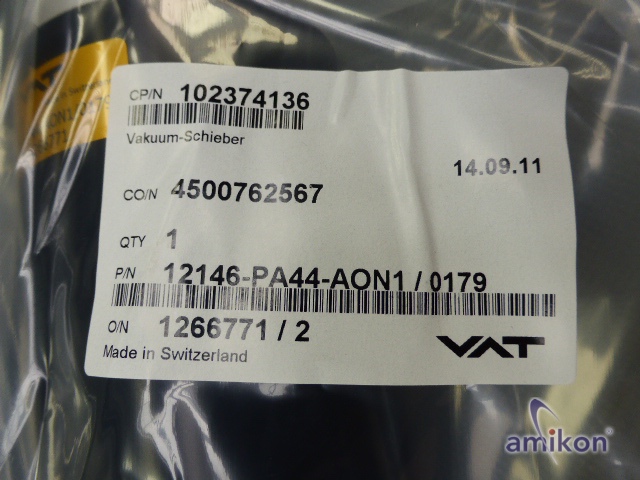 CP/N 102374136
Vakuum-Schieber
14.09.11
CO/N 4500762567
QTY 1
P/N 12146-PA44-AON1 / 0179
O/N 1266771 / 2
Made in Switzerland
VAT
amikon®